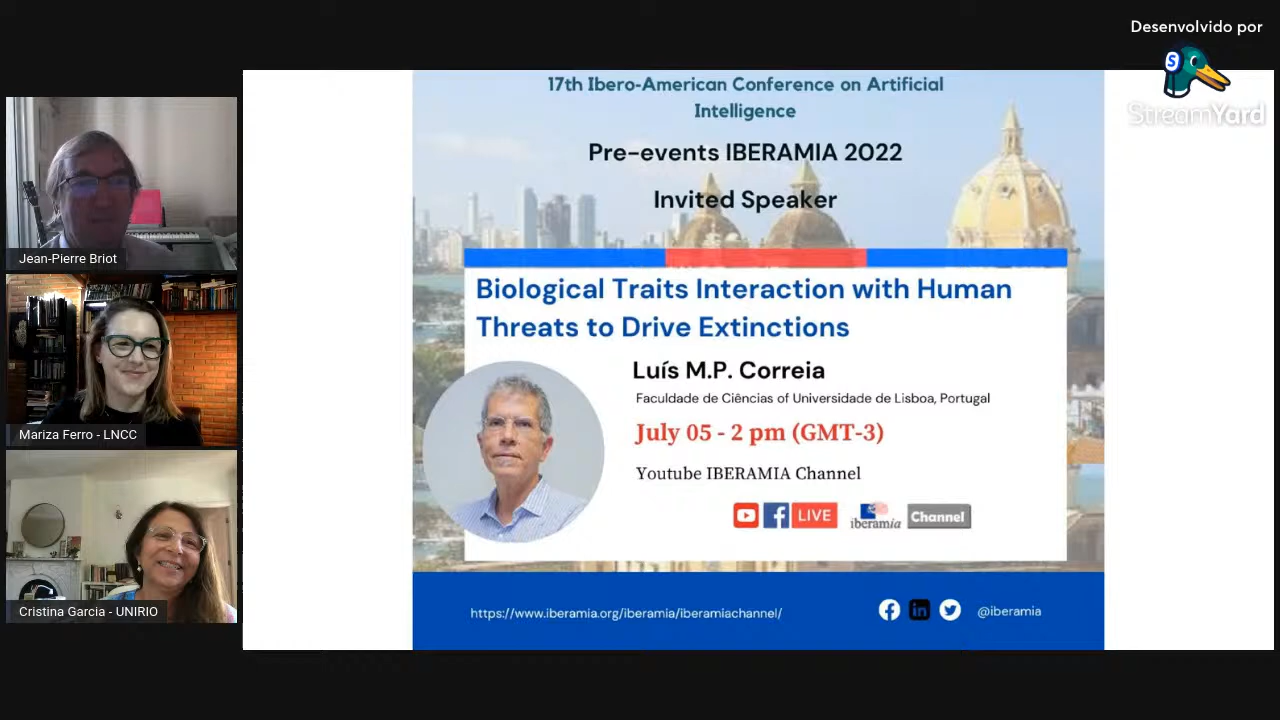 Desenvolvido por
S
StreamYard
Jean-Pierre Briot
Mariza Ferro - LNCC
Cristina Garcia - UNIRIO
17th Ibero-American Conference on Artificial
Intelligence
Pre-events IBERAMIA 2022
Invited Speaker
Biological Traits Interaction with Human
Threats to Drive Extinctions
Luís M.P. Correia
Faculdade de Ciências of Universidade de Lisboa, Portugal
July 05 - 2 pm (GMT-3)
Youtube IBERAMIA Channel
LIVE
iberamia
Channel
https://www.iberamia.org/iberamia/iberamiachannel/
in
@iberamia